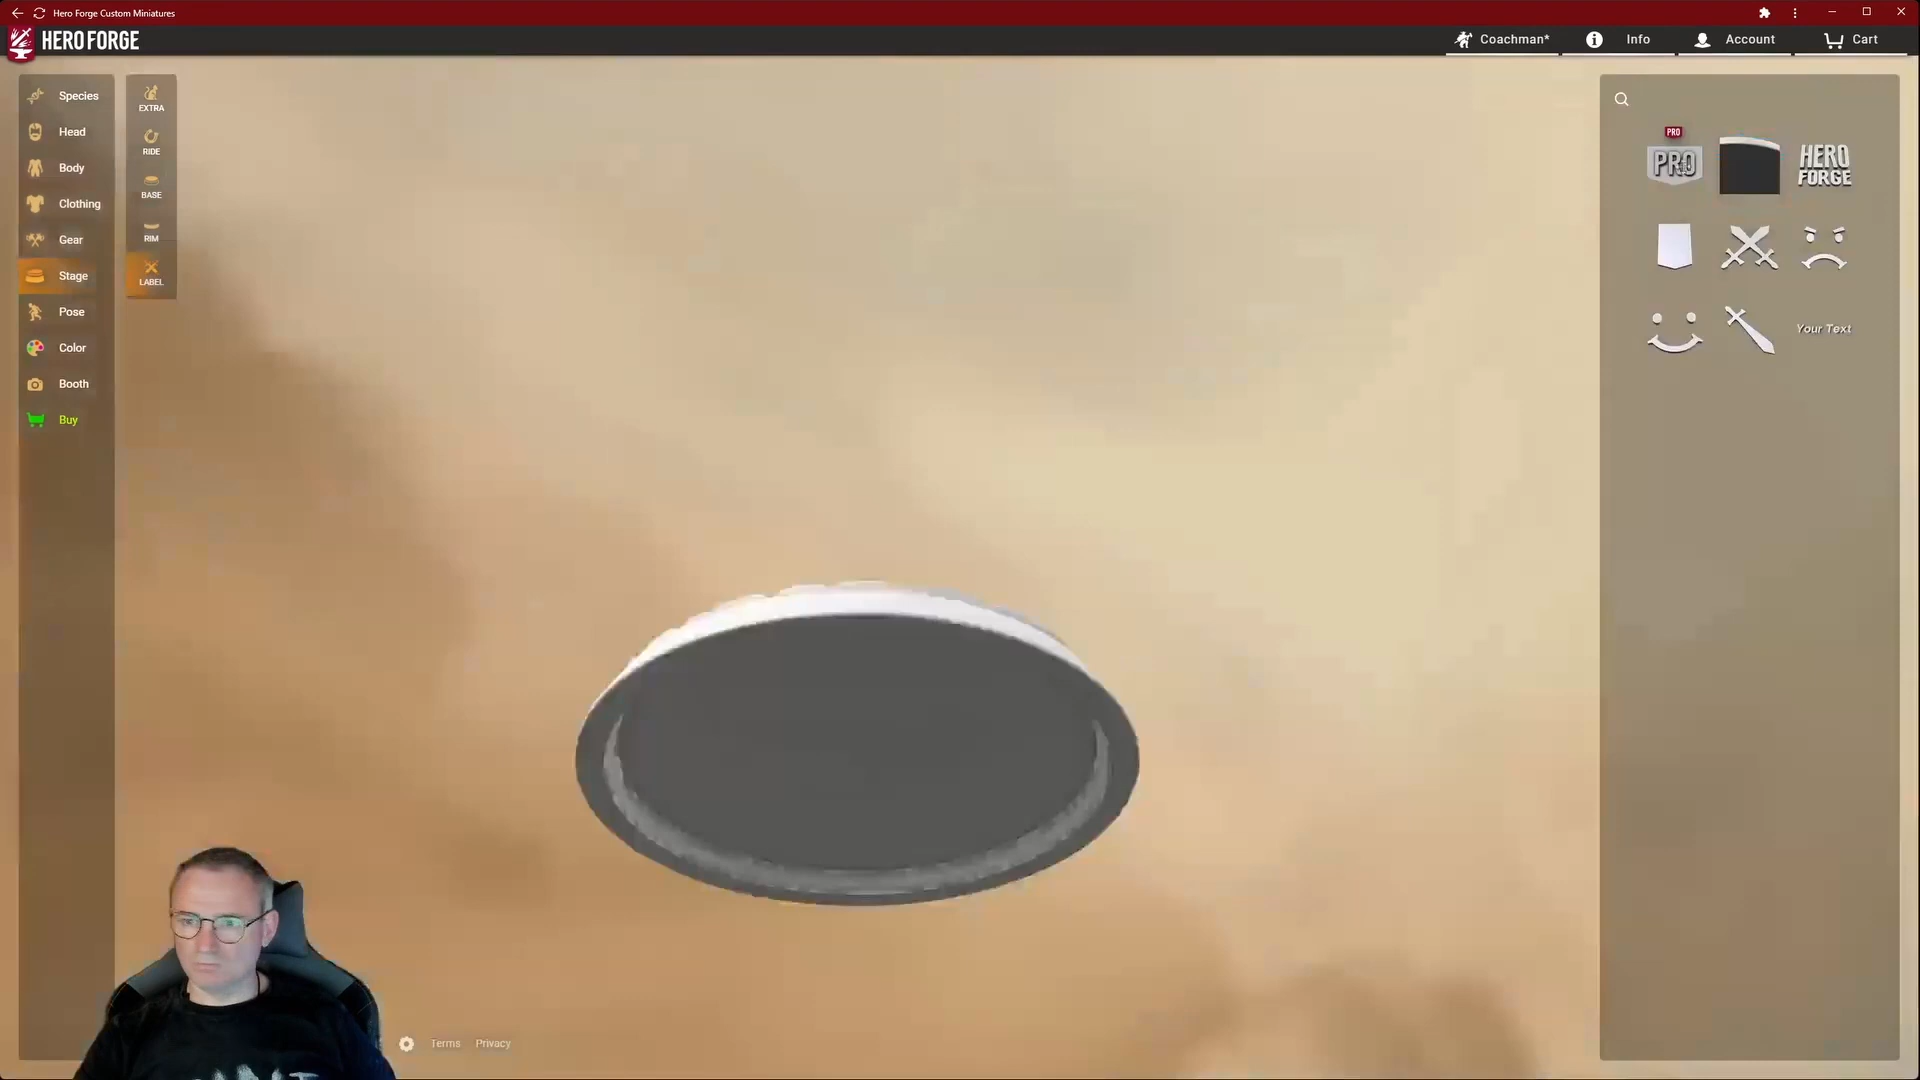 Hero Forge Custom Miniatures
HERO FORGE
Coachman*
Info
Account
Cart
Species
Head
Body
Clothing
Gear
Stage
Pose
Color
Booth
Buy
EXTRA
RIDE
BASE
RIM
LABEL
PRO
PRO
HERO
FORGE
Your Text
Terms
Privacy